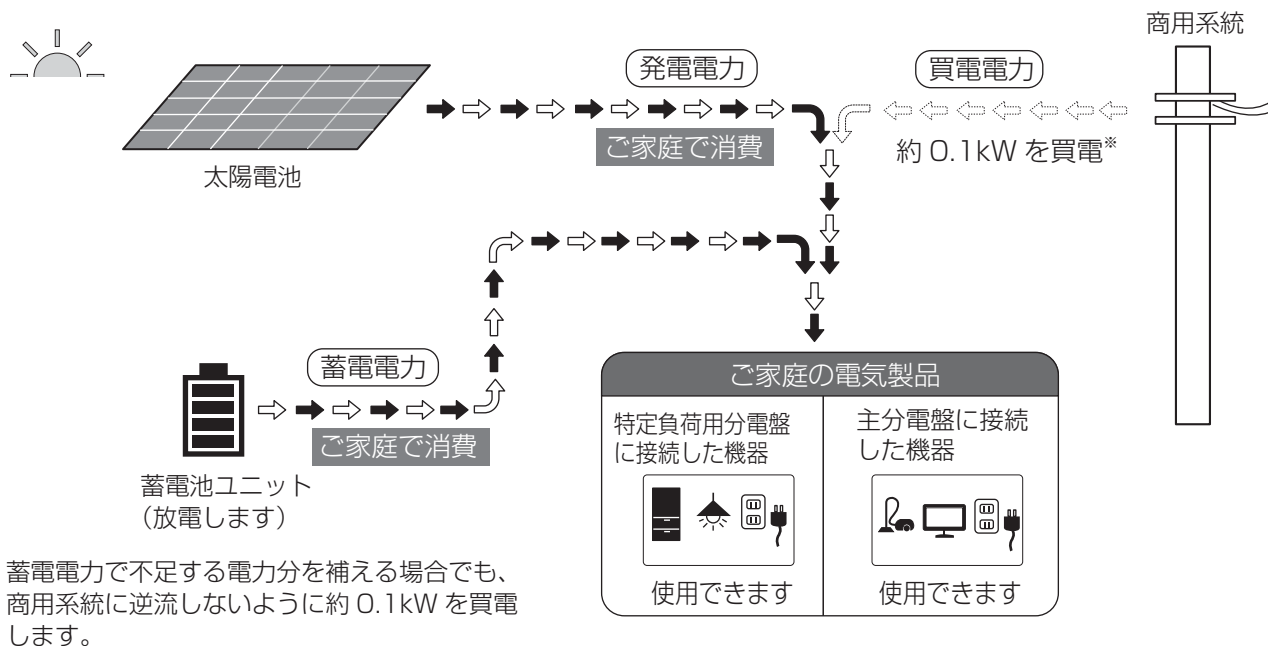 商用系統
発電電力
買電電力
ご家庭で消費
約 0.1kW を買電※
太陽電池
蓄電電力
ご家庭で消費
蓄電池ユニット
(放電します)
ご家庭の電気製品
特定負荷用分電盤
に接続した機器
主分電盤に接続
した機器
使用できます
使用できます
蓄電電力で不足する電力分を補える場合でも、
商用系統に逆流しないように約 0.1kW を買電
します。